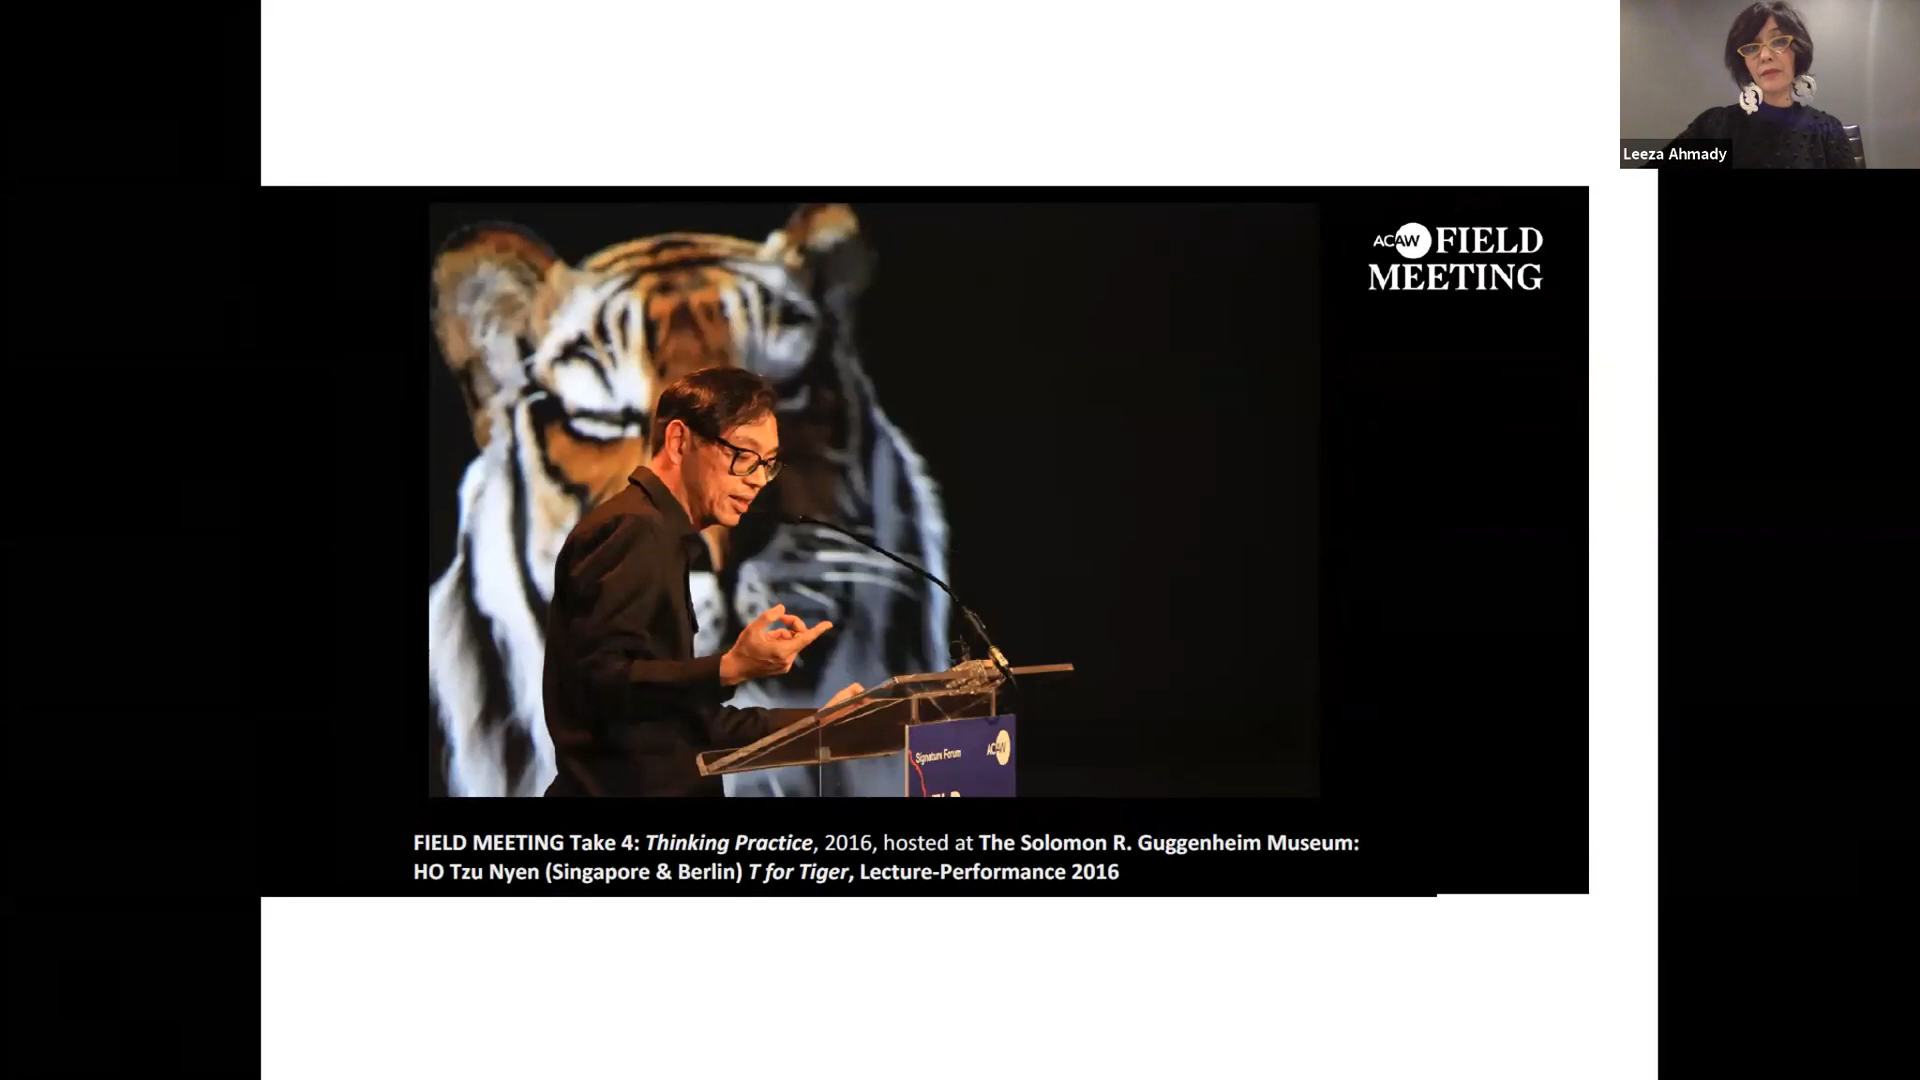 Leeza Ahmady
ACAW FIELD
MEETING
Signature Forum
ACAW
FIELD MEETING Take 4: Thinking Practice, 2016, hosted at The Solomon R. Guggenheim Museum:
HO Tzu Nyen (Singapore & Berlin) T for Tiger, Lecture-Performance 2016